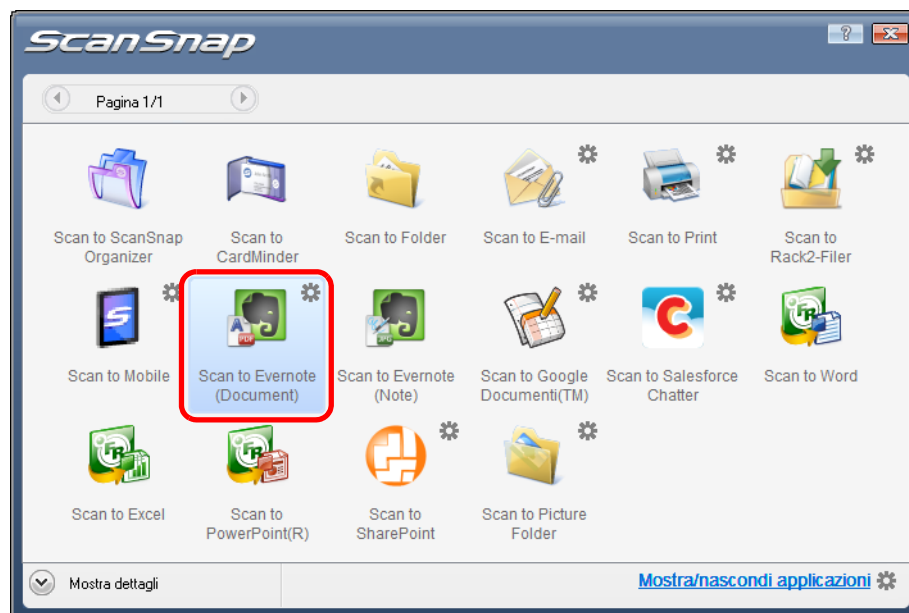 ScanSnap
Pagina 1/1
Scan to ScanSnap
Organizer
Scan to
CardMinder
Scan to Folder
Scan to E-mail
Scan to Print
Scan to
Rack2-Filer
Scan to Mobile
Scan to Evernote
(Document)
Scan to Evernote
(Note)
Scan to Google
Documenti(TM)
Scan to Salesforce
Chatter
Scan to Word
Scan to Excel
Scan to
PowerPoint(R)
Scan to
SharePoint
Scan to Picture
Folder
Mostra dettagli
Mostra/nascondi applicazioni